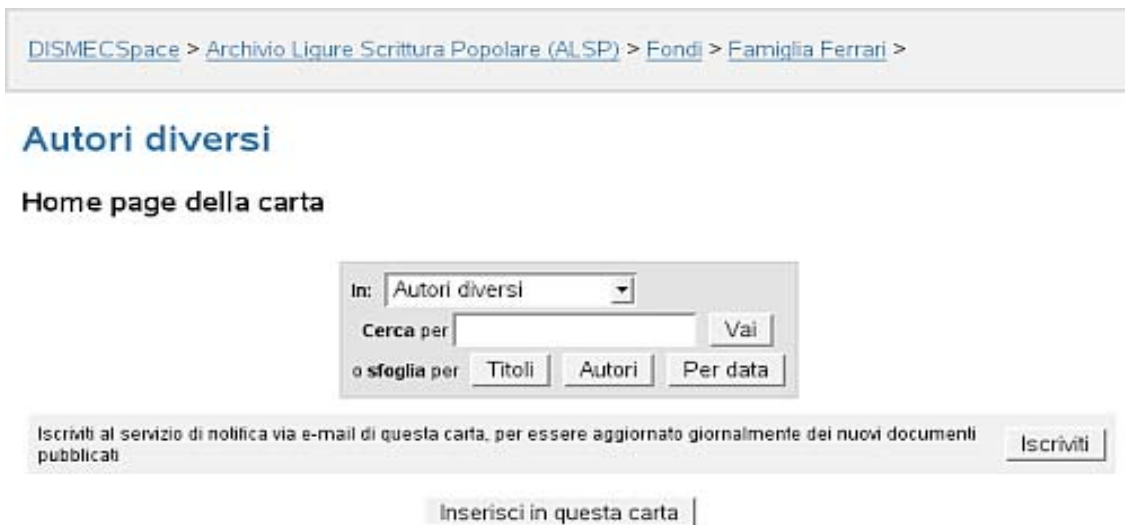 DISMECSpace > Archivio Ligure Scrittura Popolare (ALSP) > Fondi > Famiglia Ferrari >
Autori diversi
Home page della carta
In: Autori diversi
Cerca per Vai
o sfoglia per Titoli Autori Per data
Iscriviti al servizio di notifica via e-mail di questa carta, per essere aggiornato giornalmente dei nuovi documenti
pubblicati Iscriviti
Inserisci in questa carta